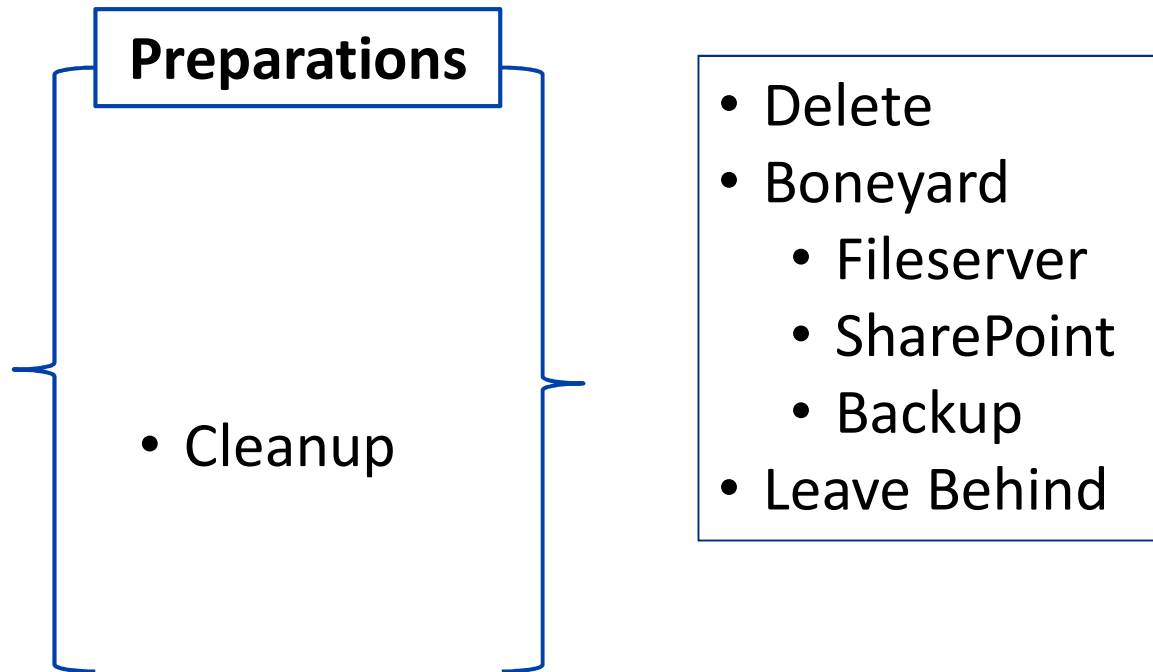 Preparations
• Cleanup
• Delete
• Boneyard
• Fileserver
• SharePoint
• Backup
• Leave Behind